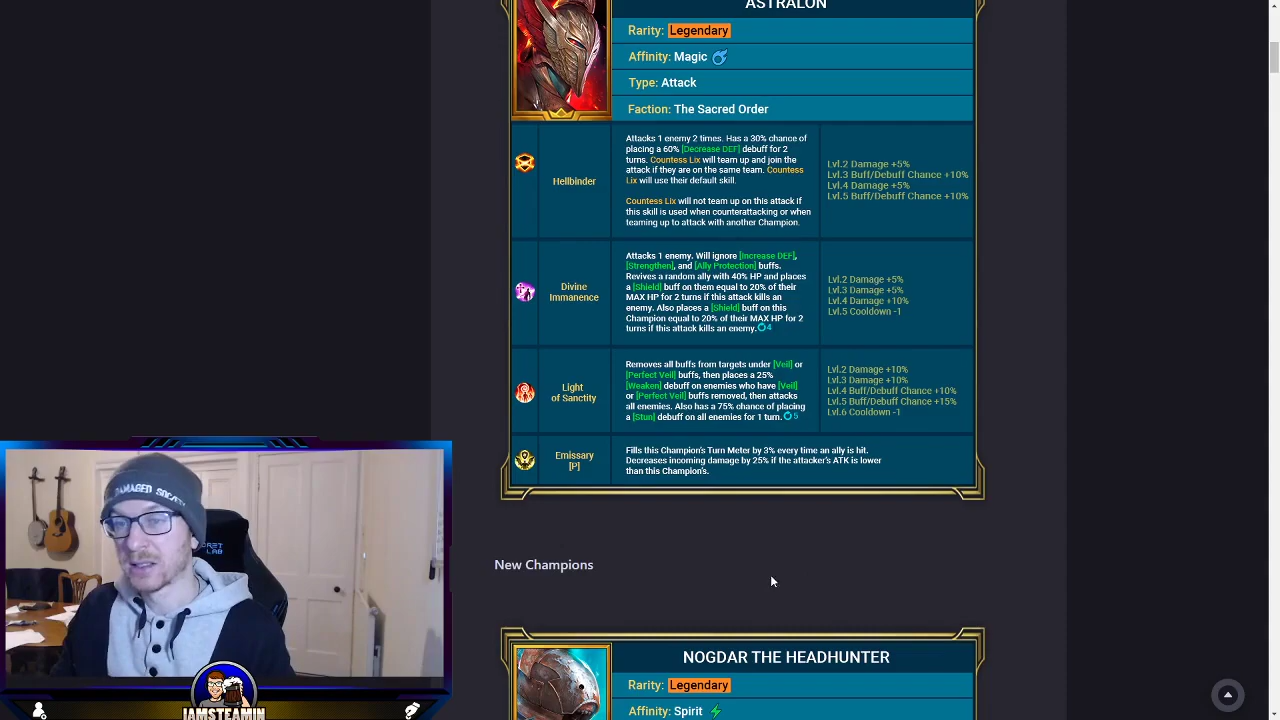 ASTRALON
Rarity: Legendary
Affinity: Magic
Type: Attack
Faction: The Sacred Order
Hellbinder
Attacks 1 enemy 2 times. Has a 30% chance of
placing a 60% [Decrease DEF] debuff for 2
turns. Countess Lix will team up and join the
attack if they are on the same team. Countess
Lix will use their default skill.
Countess Lix will not team up on this attack if
this skill is used when counterattacking or when
teaming up to attack with another Champion.
Lvl.2 Damage +5%
Lvl.3 Buff/Debuff Chance +10%
Lvl.4 Damage +5%
Lvl.5 Buff/Debuff Chance +10%
Divine
Immanence
Attacks 1 enemy. Will ignore [Increase DEF],
[Strengthen], and [Ally Protection] buffs.
Revives a random ally with 40% HP and places
a [Shield] buff on them equal to 20% of their
MAX HP for 2 turns if this attack kills an
enemy. Also places a [Shield] buff on this
Champion equal to 20% of their MAX HP for 2
turns if this attack kills an enemy. 4
Lvl.2 Damage +5%
Lvl.3 Damage +5%
Lvl.4 Damage +10%
Lvl.5 Cooldown -1
Light
of Sanctity
Removes all buffs from targets under [Veil] or
[Perfect Veil] buffs, then places a 25%
[Weaken] debuff on enemies who have [Veil]
or [Perfect Veil] buffs removed, then attacks
all enemies. Also has a 75% chance of placing
a [Stun] debuff on all enemies for 1 turn. 5
Lvl.2 Damage +10%
Lvl.3 Damage +10%
Lvl.4 Buff/Debuff Chance +10%
Lvl.5 Buff/Debuff Chance +15%
Lvl.6 Cooldown -1
Emissary
[P]
Fills this Champion's Turn Meter by 3% every time an ally is hit.
Decreases incoming damage by 25% if the attacker's ATK is lower
than this Champion's.
New Champions
NOGDAR THE HEADHUNTER
Rarity: Legendary
Affinity: Spirit
DAMAGED SOCIETY
LAB
IAMSTEAMIN